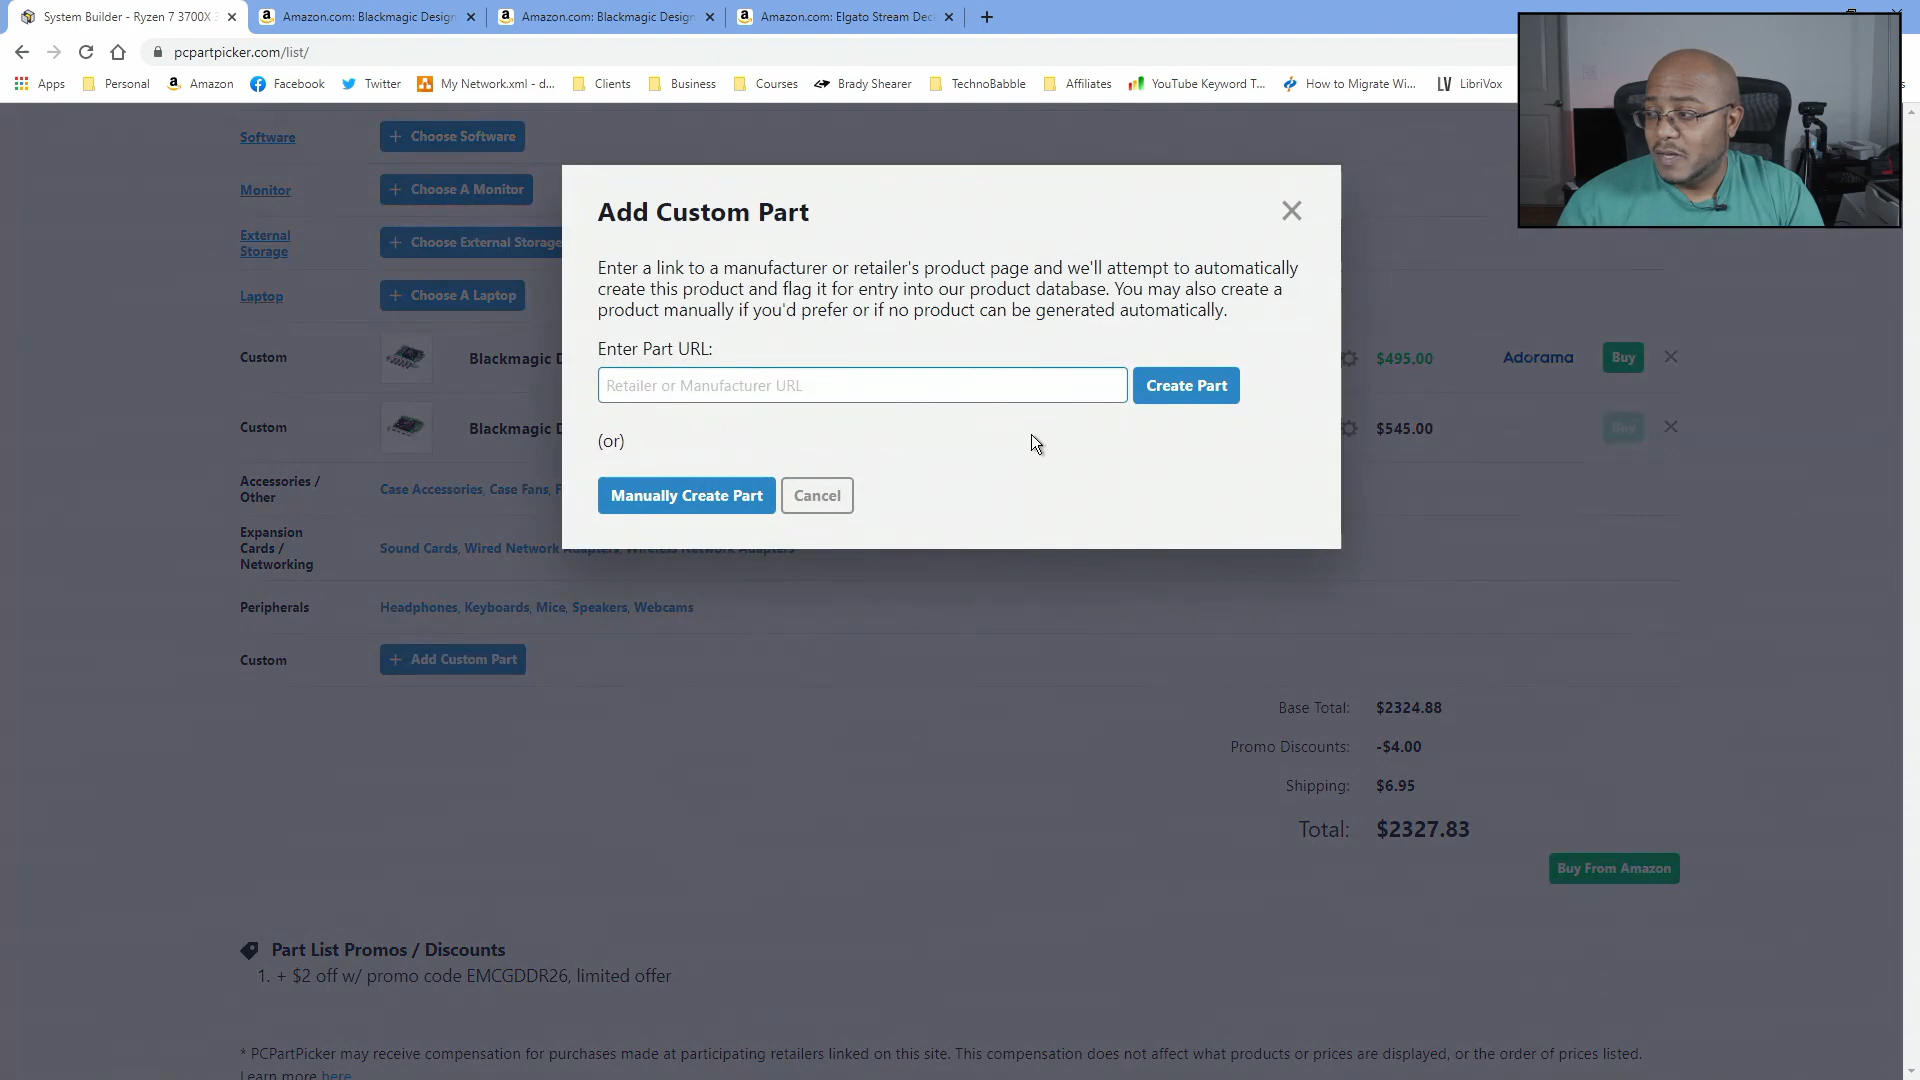 System Builder - Ryzen 7 3700X
Amazon.com: Blackmagic Design
Amazon.com: Blackmagic Design
Amazon.com: Elgato Stream Dec
pcpartpicker.com/list/
Apps
Personal
Amazon
Facebook
Twitter
My Network.xml - d...
Clients
Business
Courses
Brady Shearer
TechnoBabble
Affiliates
YouTube Keyword T...
How to Migrate Wi...
LibriVox
Software
+ Choose Software
Monitor
+ Choose A Monitor
External
Storage
+ Choose External Storage
Laptop
+ Choose A Laptop
Add Custom Part
Enter a link to a manufacturer or retailer's product page and we'll attempt to automatically
create this product and flag it for entry into our product database. You may also create a
product manually if you'd prefer or if no product can be generated automatically.
Enter Part URL:
Retailer or Manufacturer URL
Create Part
(or)
Manually Create Part
Cancel
Custom
Blackmagic D
$495.00
Adorama
Buy
Custom
Blackmagic D
$545.00
Buy
Accessories /
Other
Case Accessories, Case Fans, F
Expansion
Cards /
Networking
Sound Cards, Wired Network Adapters, Wireless Network Adapters
Peripherals
Headphones, Keyboards, Mice, Speakers, Webcams
Custom
+ Add Custom Part
Base Total: $2324.88
Promo Discounts: -$4.00
Shipping: $6.95
Total: $2327.83
Buy From Amazon
Part List Promos / Discounts
1. + $2 off w/ promo code EMCGDDR26, limited offer
* PCPartPicker may receive compensation for purchases made at participating retailers linked on this site. This compensation does not affect what products or prices are displayed, or the order of prices listed.
Learn more here